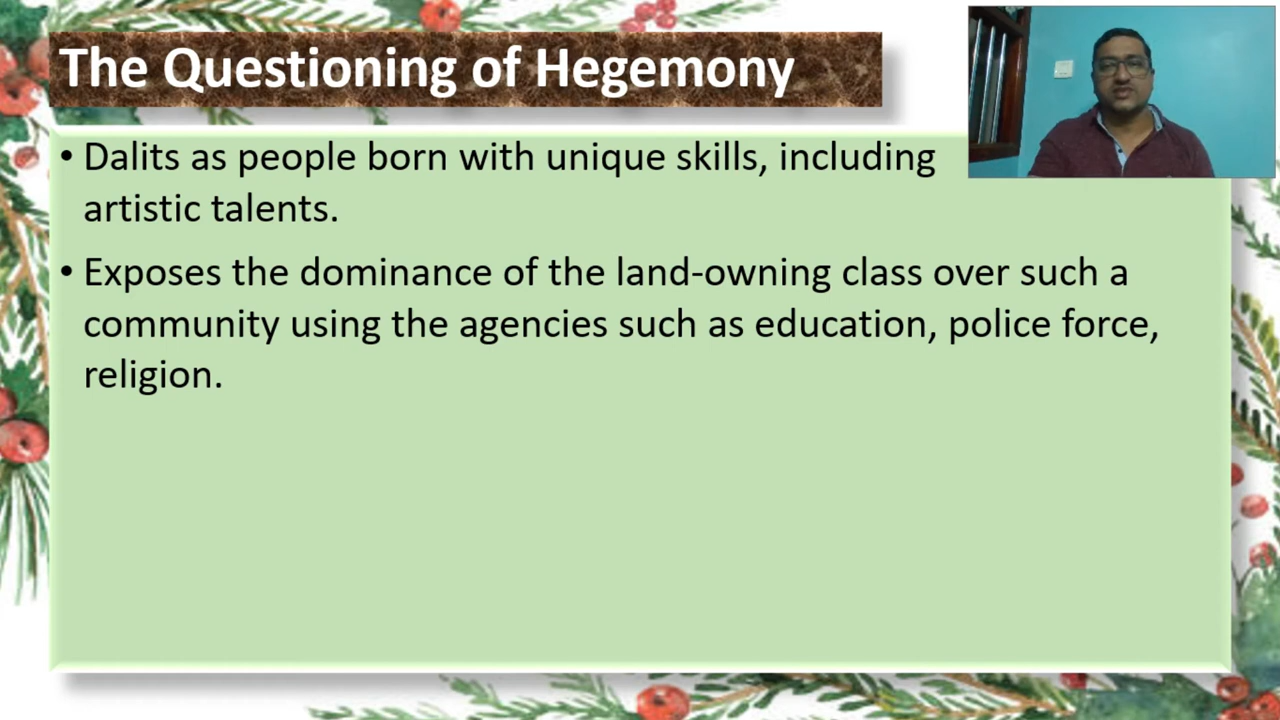 The Questioning of Hegemony
• Dalits as people born with unique skills, including
artistic talents.
• Exposes the dominance of the land-owning class over such a
community using the agencies such as education, police force,
religion.